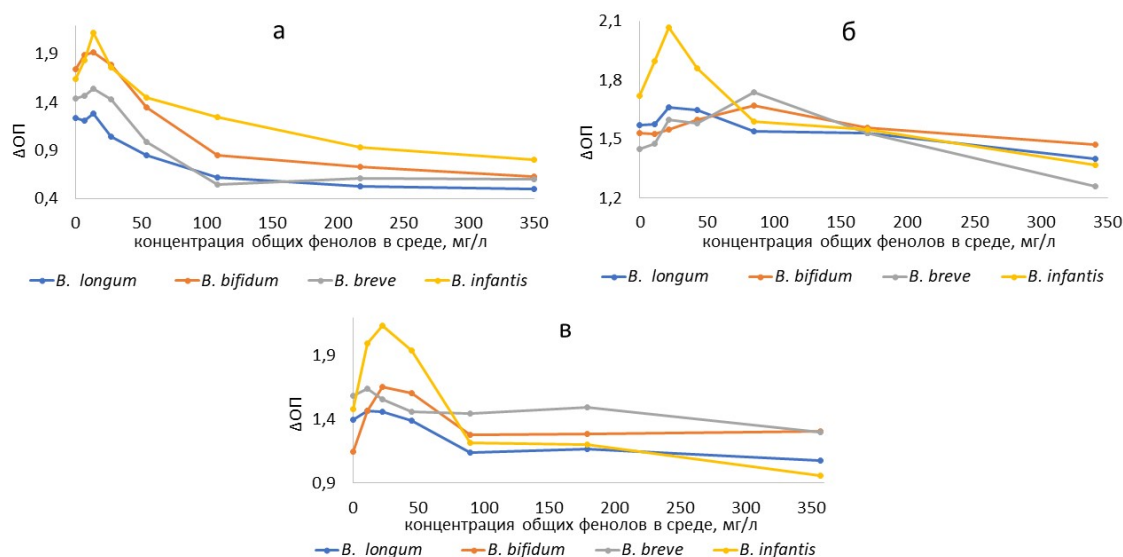 а
1,9
1,4
0,9
0,4
ΔОП
0 50 100 150 200 250 300 350
концентрация общих фенолов в среде, мг/л
B. longum B. bifidum B. breve B. infantis
б
2,1
1,8
1,5
1,2
ΔОП
0 50 100 150 200 250 300 350
концентрация общих фенолов в среде, мг/л
B. longum B. bifidum B. breve B. infantis
в
1,9
1,4
0,9
ΔОП
0 50 100 150 200 250 300 350
концентрация общих фенолов в среде, мг/л
B. longum B. bifidum B. breve B. infantis